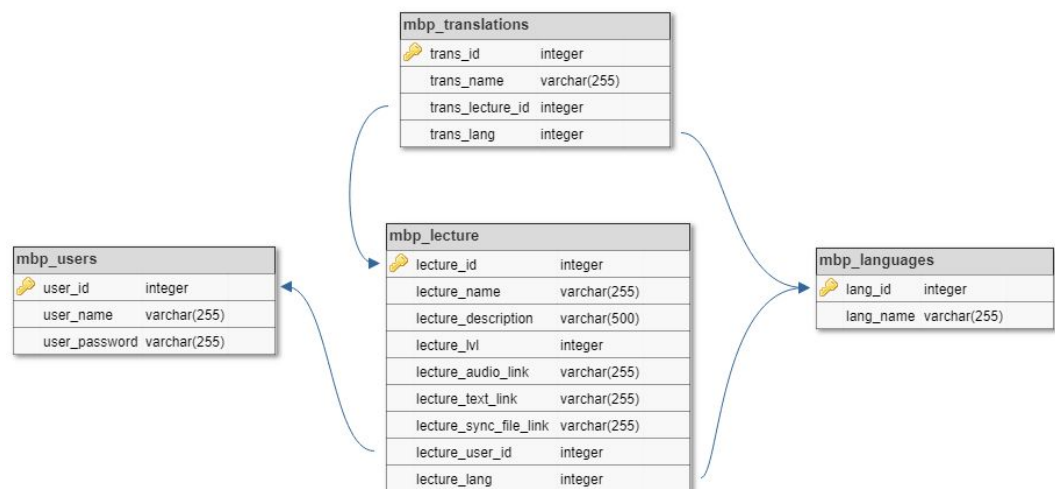 mbp_translations
trans_id integer
trans_name varchar(255)
trans_lecture_id integer
trans_lang integer
mbp_users
user_id integer
user_name varchar(255)
user_password varchar(255)
mbp_lecture
lecture_id integer
lecture_name varchar(255)
lecture_description varchar(500)
lecture_lvl integer
lecture_audio_link varchar(255)
lecture_text_link varchar(255)
lecture_sync_file_link varchar(255)
lecture_user_id integer
lecture_lang integer
mbp_languages
lang_id integer
lang_name varchar(255)